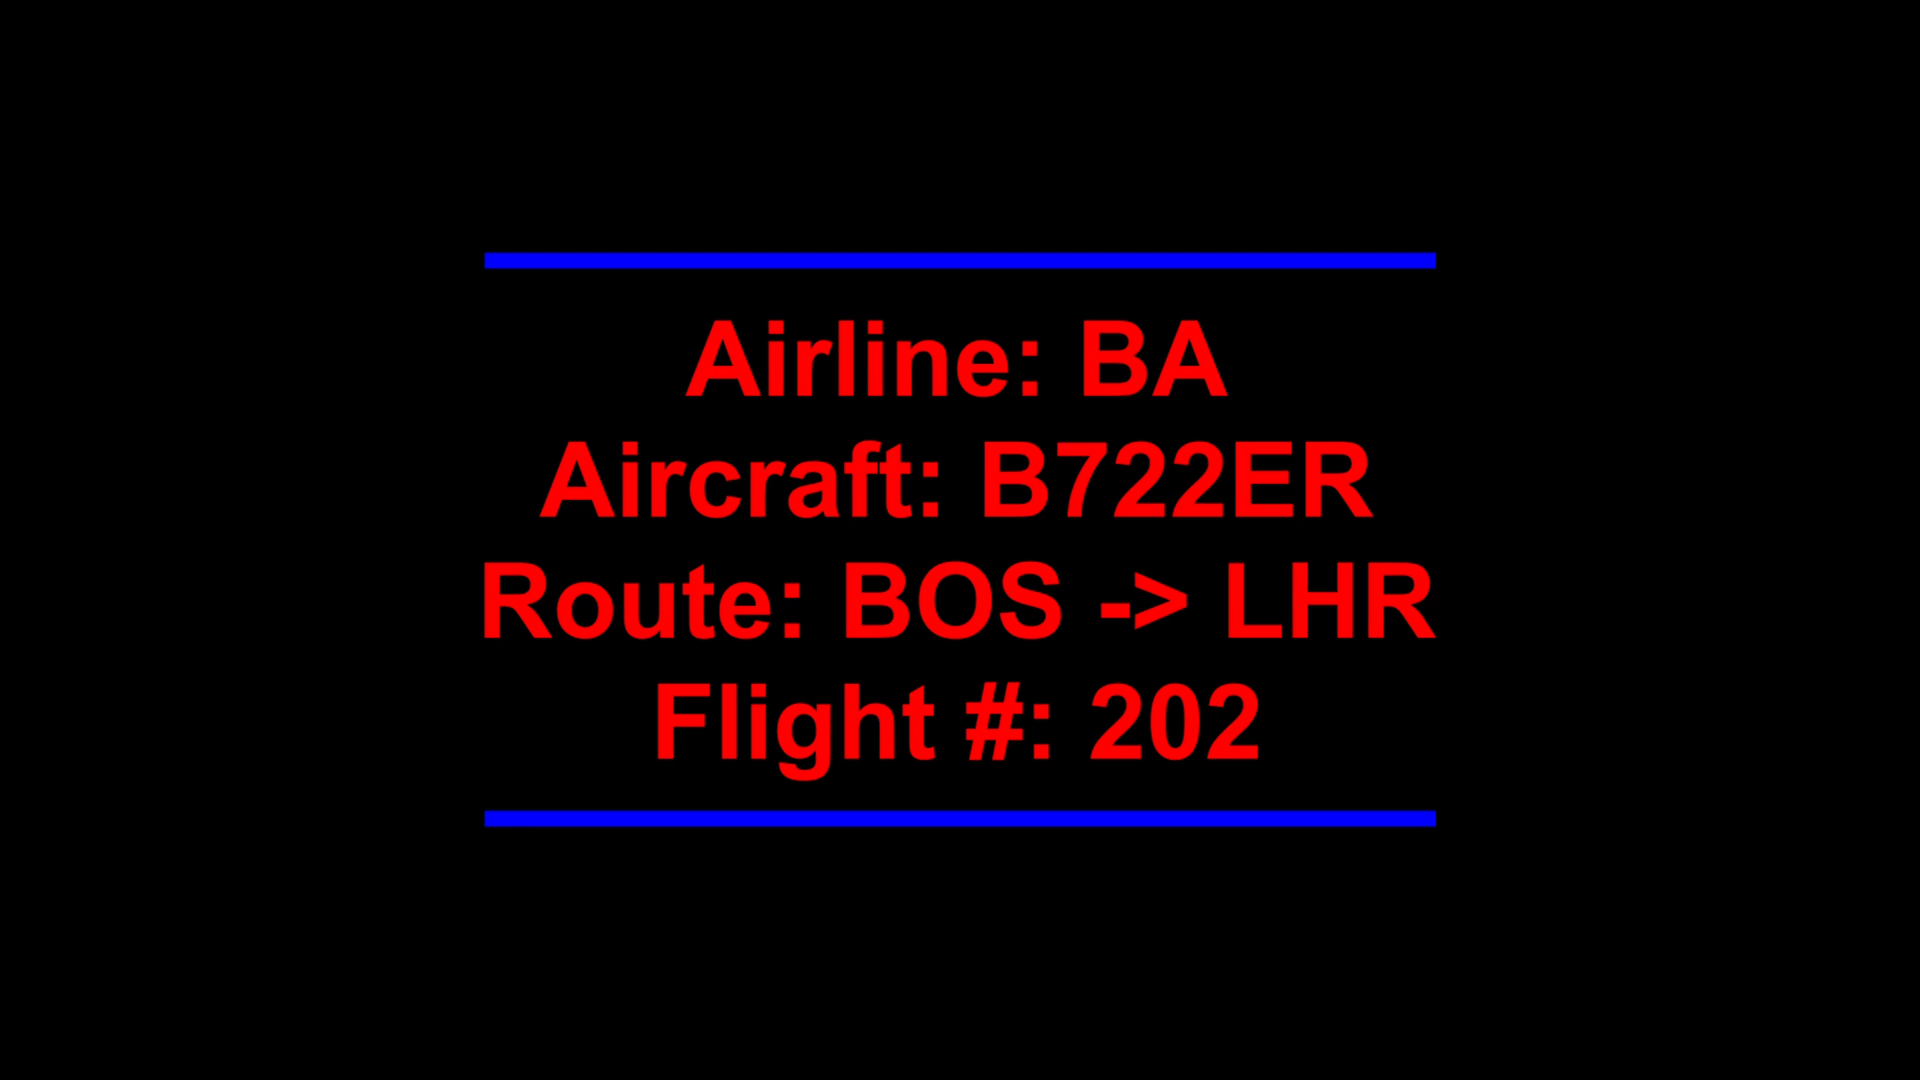 Airline: BA
Aircraft: B722ER
Route: BOS -> LHR
Flight #: 202